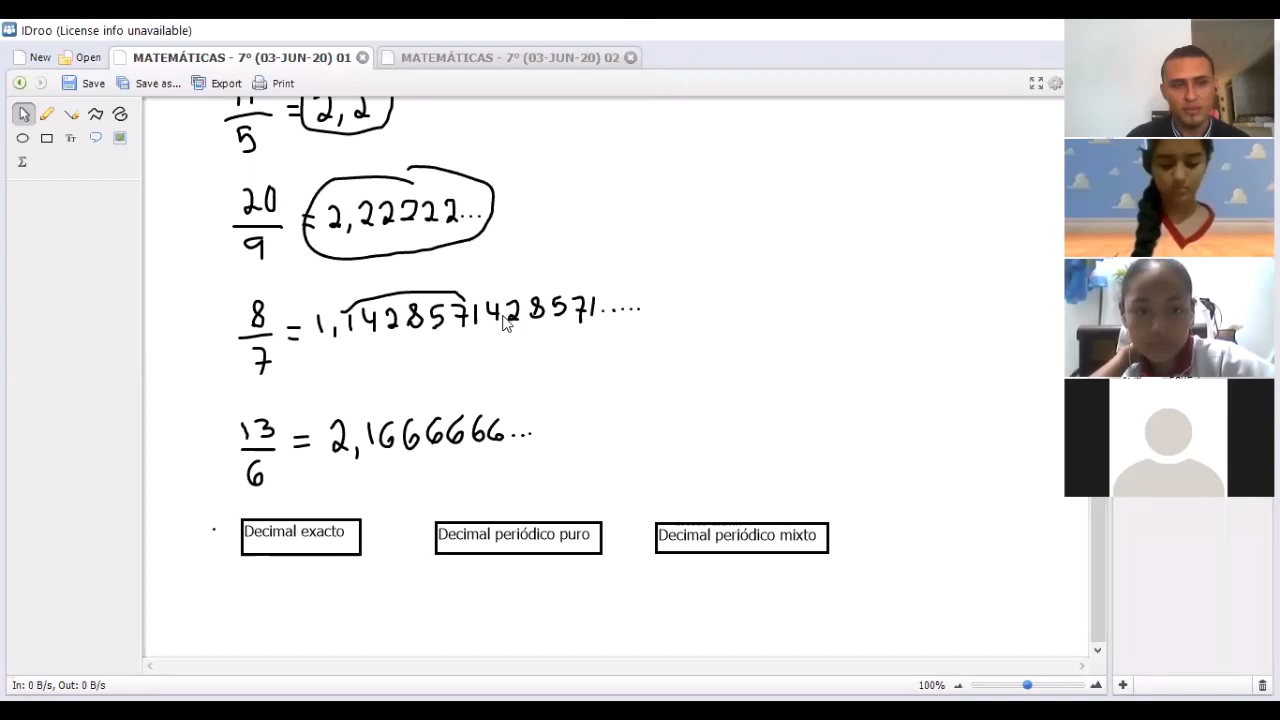 IDroo (License info unavailable)
New Open MATEMÁTICAS - 7º (03-JUN-20) 01 MATEMÁTICAS - 7º (03-JUN-20) 02
Save Save as... Export Print
11/5 = 2,2
20/9 = 2,22222...
8/7 = 1,1428571428571.....
13/6 = 2,1666666...
Decimal exacto Decimal periódico puro Decimal periódico mixto
In: 0 B/s, Out: 0 B/s 100%